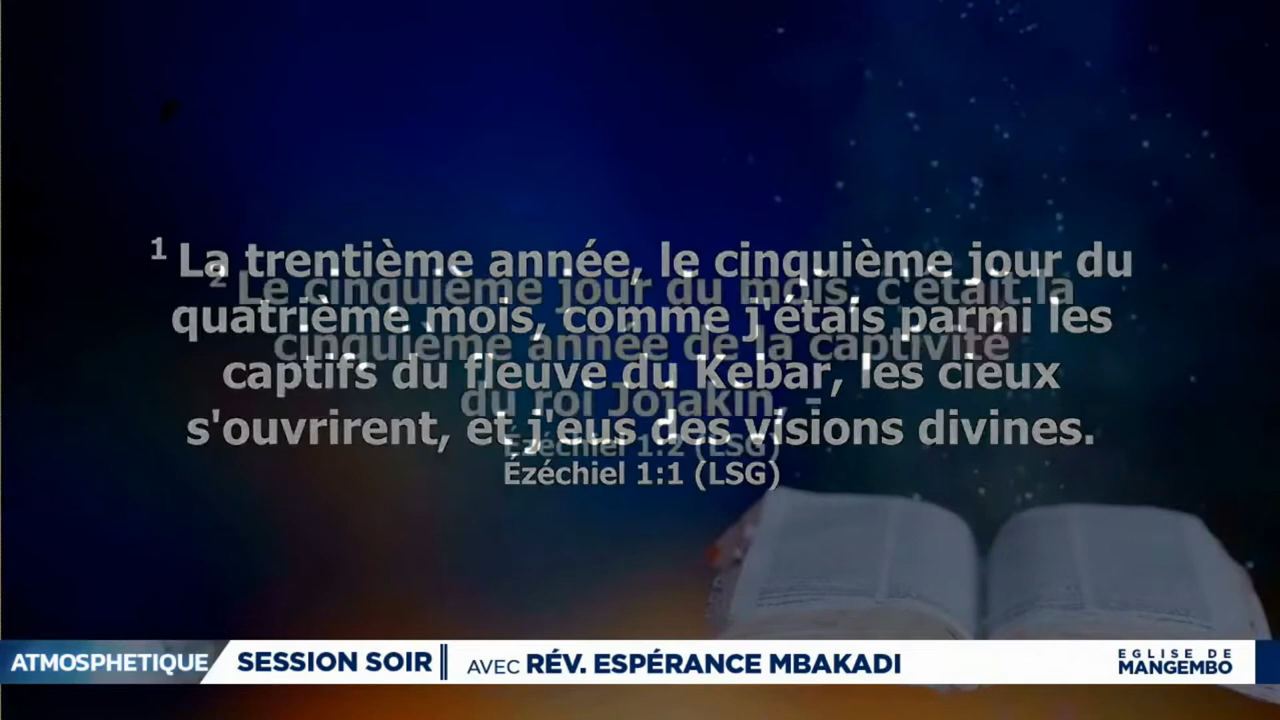 1 La trentième année, le cinquième jour du
quatrième mois, comme j'étais parmi les
captifs du fleuve du Kebar, les cieux
s'ouvrirent, et j'eus des visions divines.
Ézéchiel 1:1 (LSG)
2 Le cinquième jour du mois, c'était la
cinquième année de la captivité
du roi Jojakin, -
Ézéchiel 1:2 (LSG)
ATMOSPHETIQUE SESSION SOIR AVEC RÉV. ESPÉRANCE MBAKADI
EGLISE DE
MANGEMBO